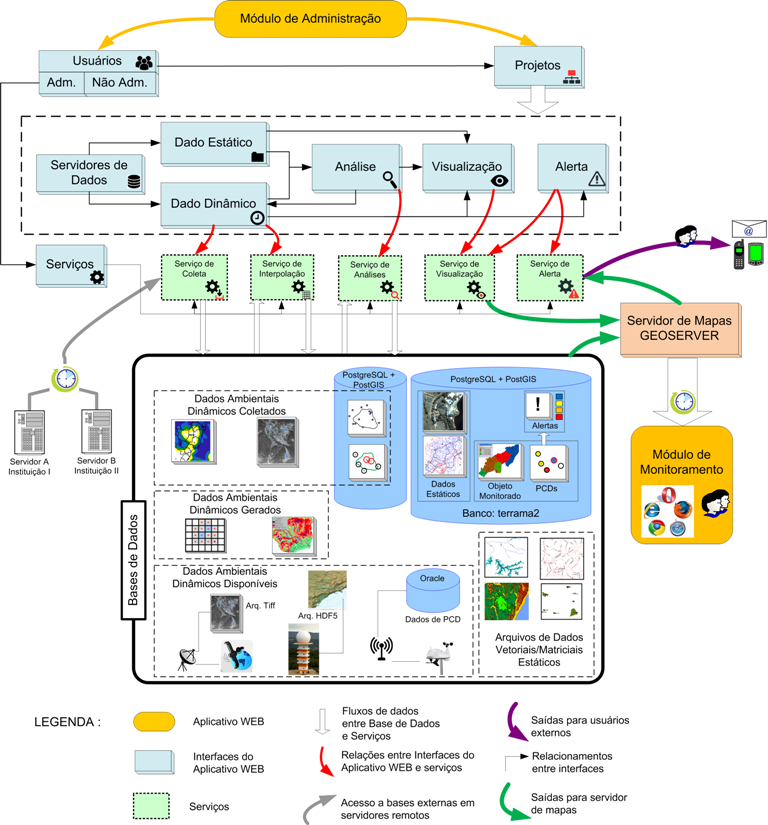 Módulo de Administração
Usuários
Adm.
Não Adm.
Projetos
Servidores de
Dados
Dado Estático
Dado Dinâmico
Análise
Visualização
Alerta
Serviços
Serviço de
Coleta
Serviço de
Interpolação
Serviço de
Análises
Serviço de
Visualização
Serviço de
Alerta
@
Servidor de Mapas
GEOSERVER
Servidor A
Instituição I
Servidor B
Instituição II
Módulo de
Monitoramento
Bases de Dados
Dados Ambientais
Dinâmicos Coletados
PostgreSQL +
PostGIS
PostgreSQL + PostGIS
Dados
Estáticos
!
Alertas
Objeto
Monitorado
PCDs
Banco: terrama2
Dados Ambientais
Dinâmicos Gerados
Dados Ambientais
Dinâmicos Disponíveis
Arq. Tiff
Arq. HDF5
Oracle
Dados de PCD
Arquivos de Dados
Vetoriais/Matriciais
Estáticos
LEGENDA :
Aplicativo WEB
Interfaces do
Aplicativo WEB
Serviços
Fluxos de dados
entre Base de Dados
e Serviços
Relações entre Interfaces do
Aplicativo WEB e serviços
Acesso a bases externas em
servidores remotos
Saídas para usuários
externos
Relacionamentos
entre interfaces
Saídas para servidor
de mapas